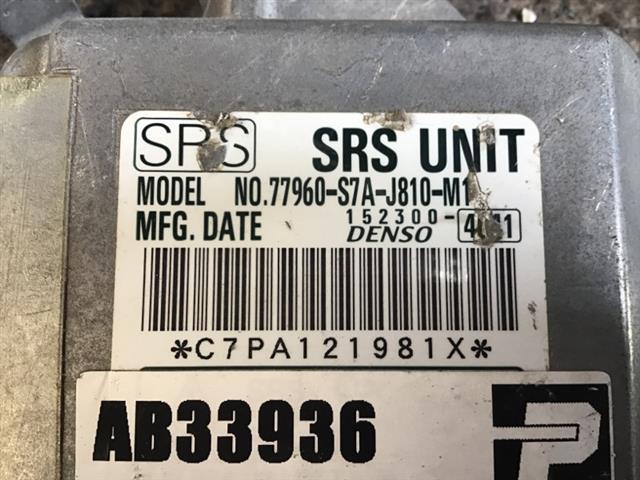 SRS SRS UNIT
MODEL NO.77960-S7A-J810-M1
MFG. DATE 152300-
DENSO
*C7PA121981X*
AB33936
P